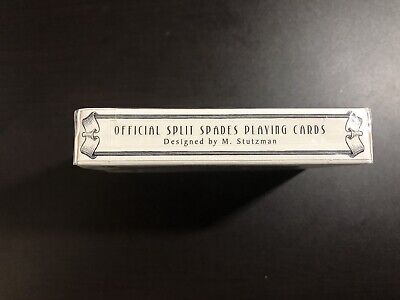 OFFICIAL SPLIT SPADES PLAYING CARDS
Designed by M. Stutzman